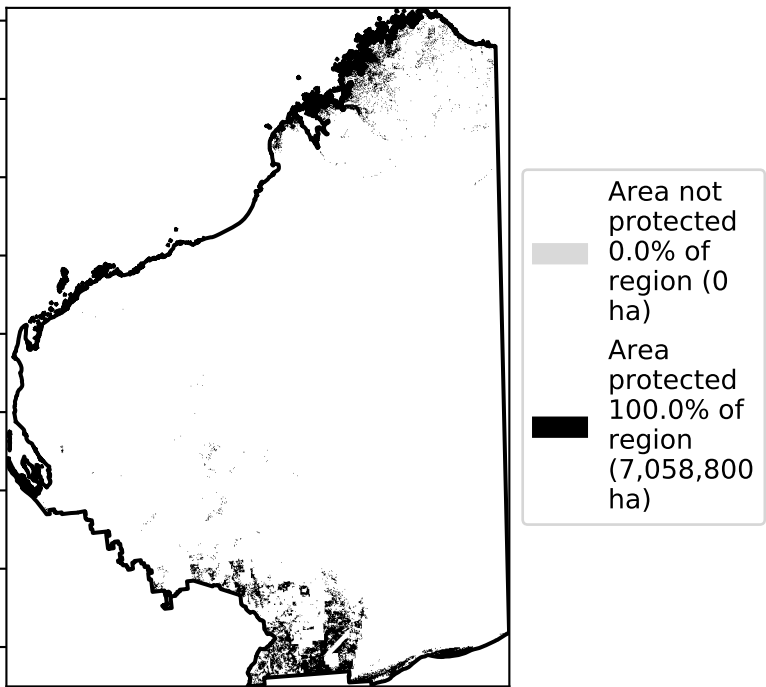 Area not
protected
0.0% of
region (0
ha)
Area
protected
100.0% of
region
(7,058,800
ha)